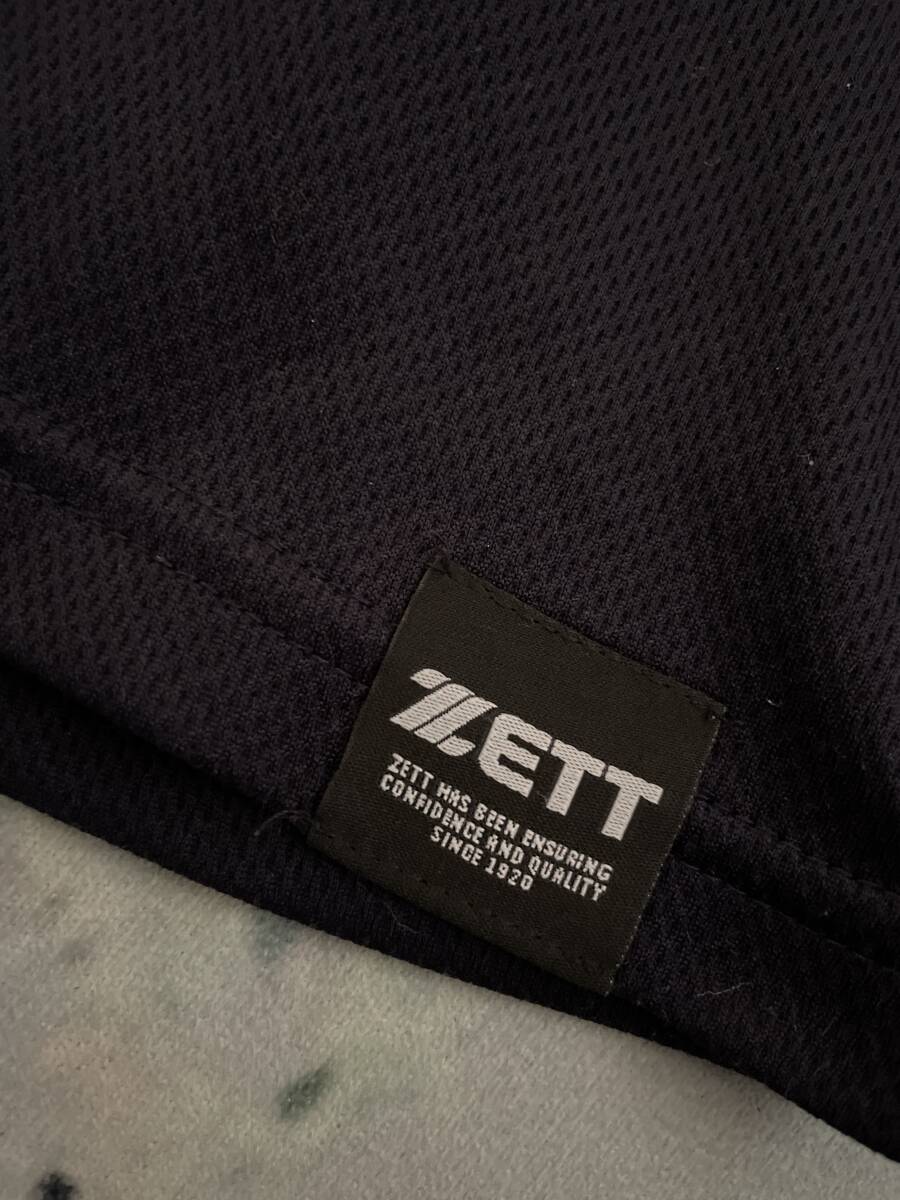 ZETT
ZETT HAS BEEN ENSURING
CONFIDENCE AND QUALITY
SINCE 1920